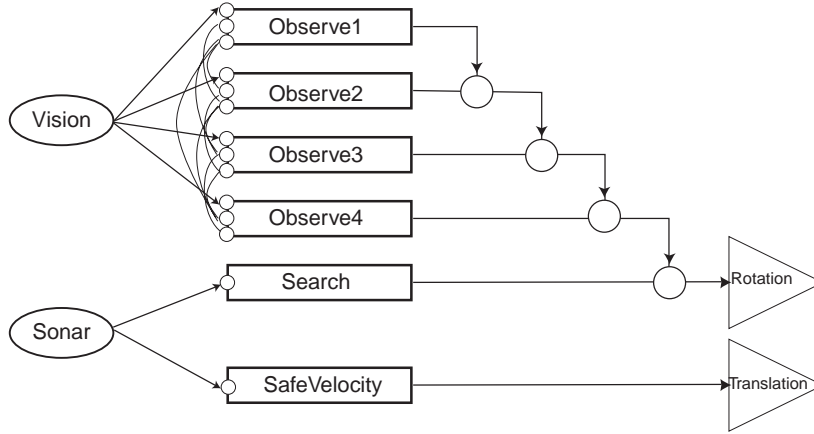 Observe1
Observe2
Vision
Observe3
Observe4
Search
Rotation
Sonar
SafeVelocity
Translation